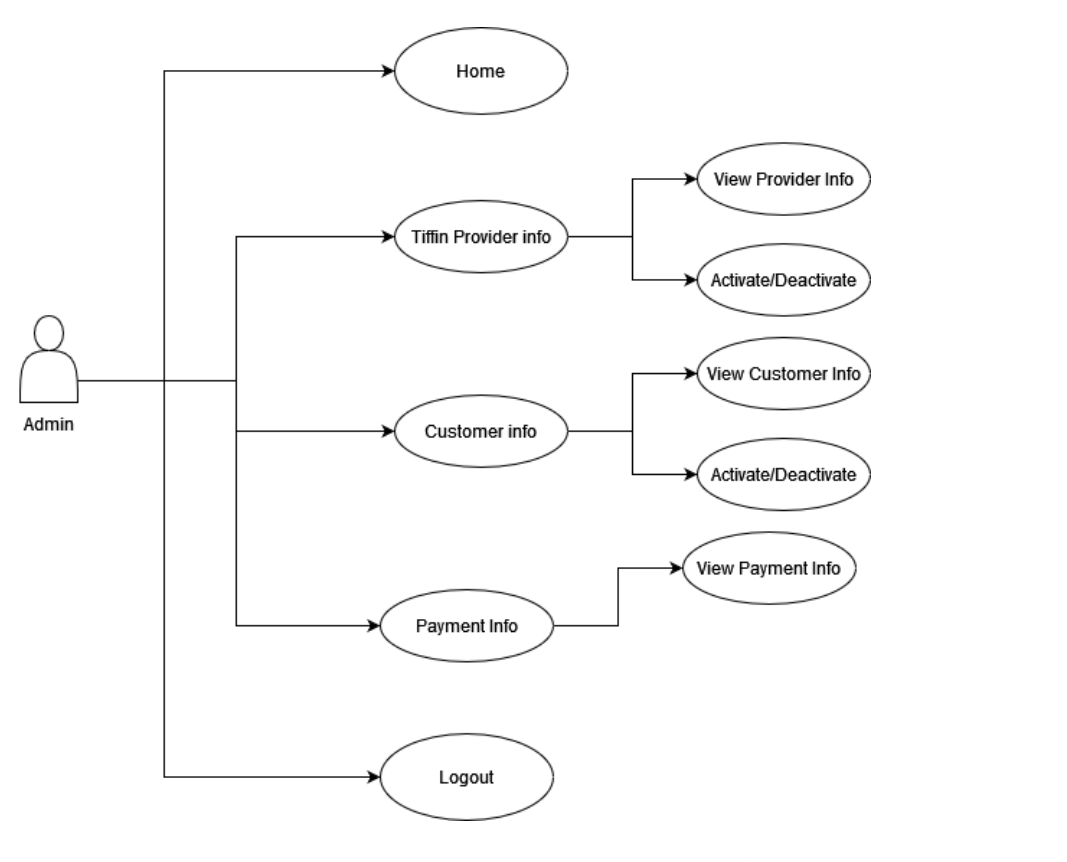 Home
View Provider Info
Tiffin Provider info
Activate/Deactivate
View Customer Info
Admin
Customer info
Activate/Deactivate
View Payment Info
Payment Info
Logout